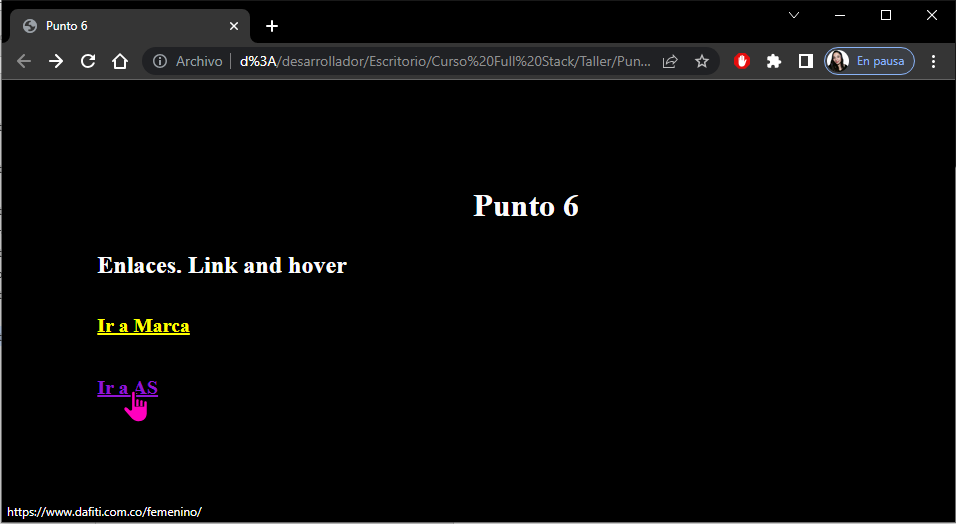 Punto 6
Archivo d%3A/desarrollador/Escritorio/Curso%20Full%20Stack/Taller/Pun... En pausa
Punto 6
Enlaces. Link and hover
Ir a Marca
Ir a AS
https://www.dafiti.com.co/femenino/